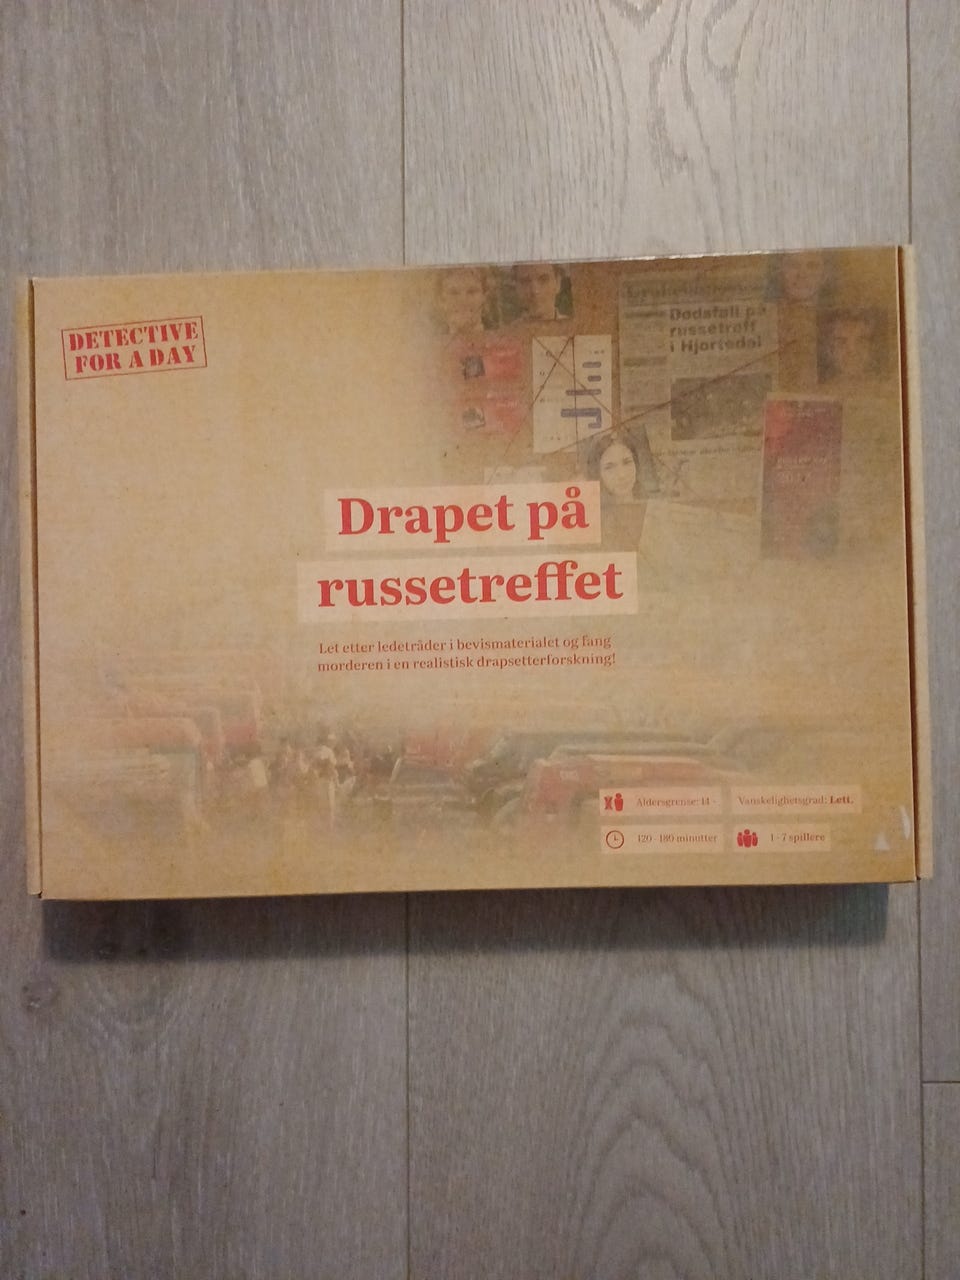 DETECTIVE
FOR A DAY
Dødsfall på
russetreff
i Hjortedal
Drapet på
russetreffet
Let etter ledetråder i bevismaterialet og fang
morderen i en realistisk drapsetterforskning!
Aldersgrense: 14 -
Vanskelighetsgrad: Lett.
120 - 180 minutter
1 - 7 spillere